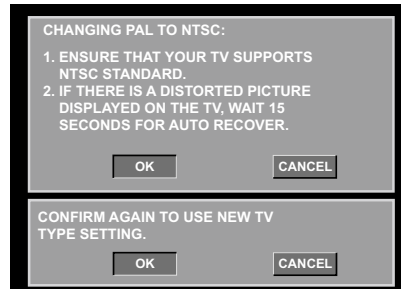 CHANGING PAL TO NTSC:
1. ENSURE THAT YOUR TV SUPPORTS
NTSC STANDARD.
2. IF THERE IS A DISTORTED PICTURE
DISPLAYED ON THE TV, WAIT 15
SECONDS FOR AUTO RECOVER.
OK CANCEL
CONFIRM AGAIN TO USE NEW TV
TYPE SETTING.
OK CANCEL